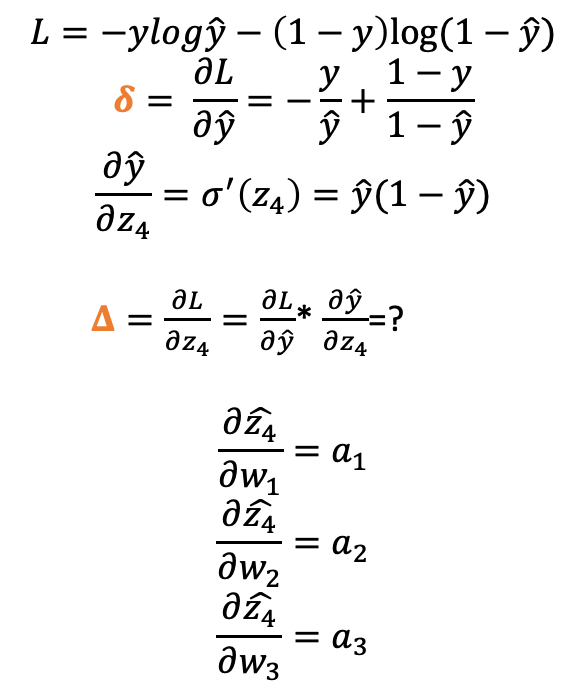 L = −ylogŷ − (1 − y)log(1 − ŷ)
δ = ∂L/∂ŷ = − y/ŷ + (1 − y)/(1 − ŷ)
∂ŷ/∂z₄ = σ′(z₄) = ŷ(1 − ŷ)
Δ = ∂L/∂z₄ = ∂L/∂ŷ * ∂ŷ/∂z₄=?
∂ẑ₄/∂w₁ = a₁
∂ẑ₄/∂w₂ = a₂
∂ẑ₄/∂w₃ = a₃